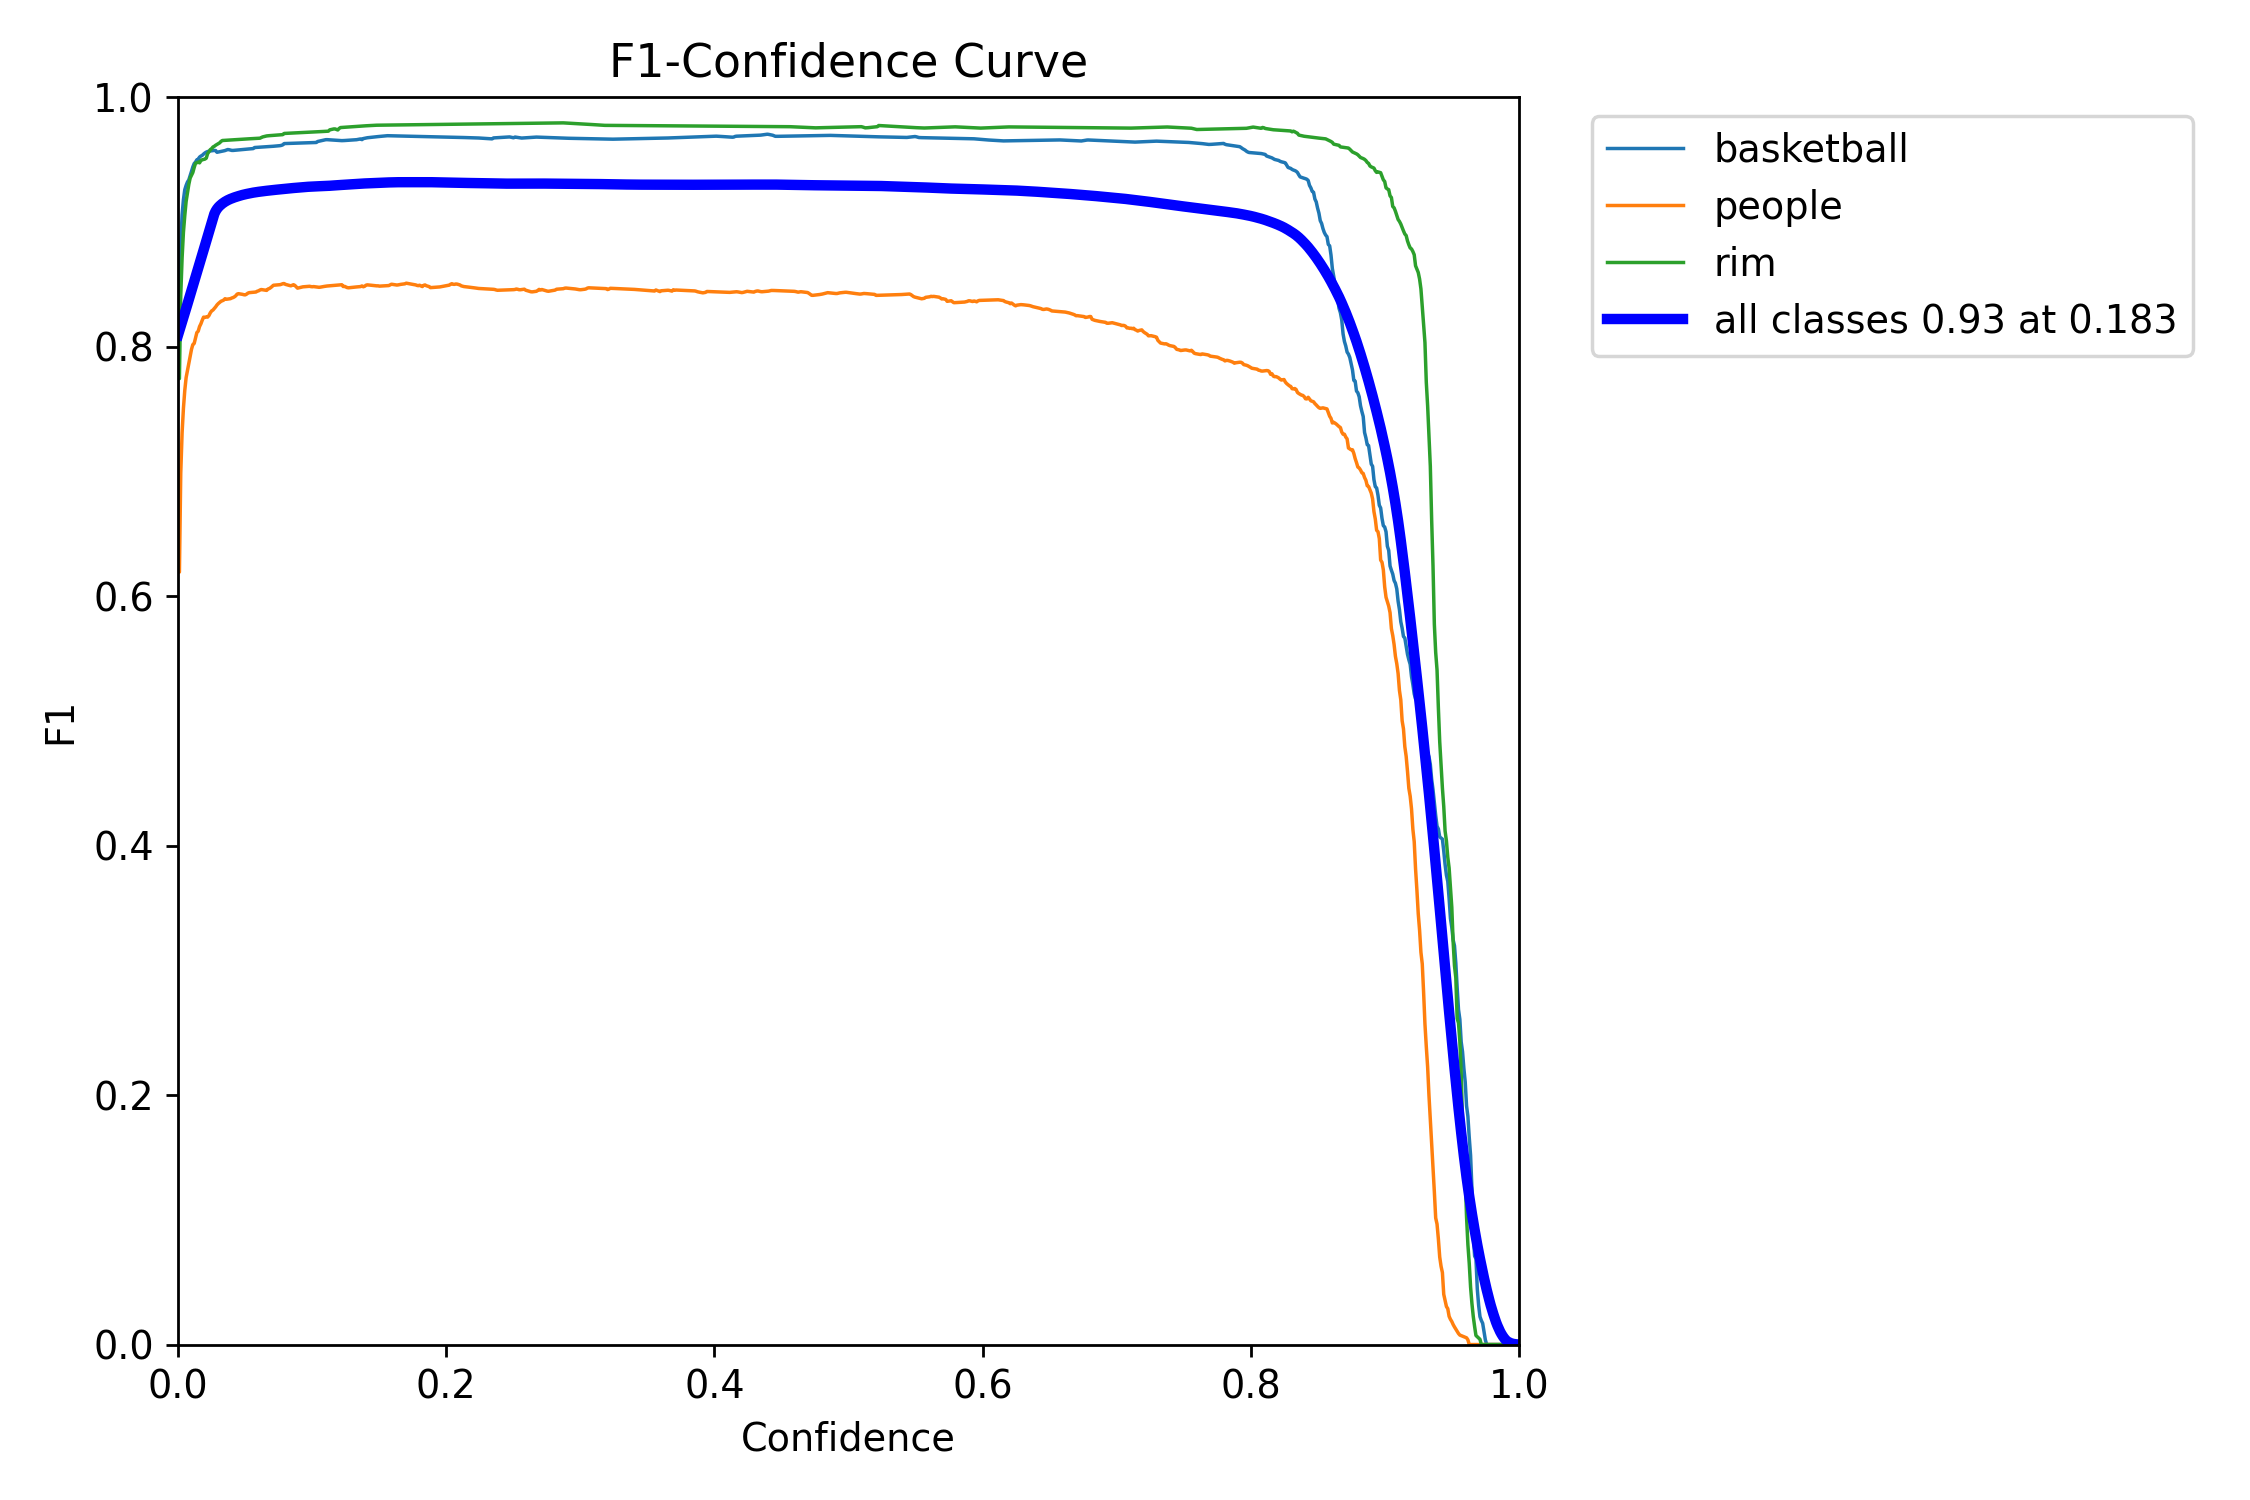 F1-Confidence Curve
1.0
0.8
0.6
0.4
0.2
0.0
F1
0.0 0.2 0.4 0.6 0.8 1.0
Confidence
basketball
people
rim
all classes 0.93 at 0.183